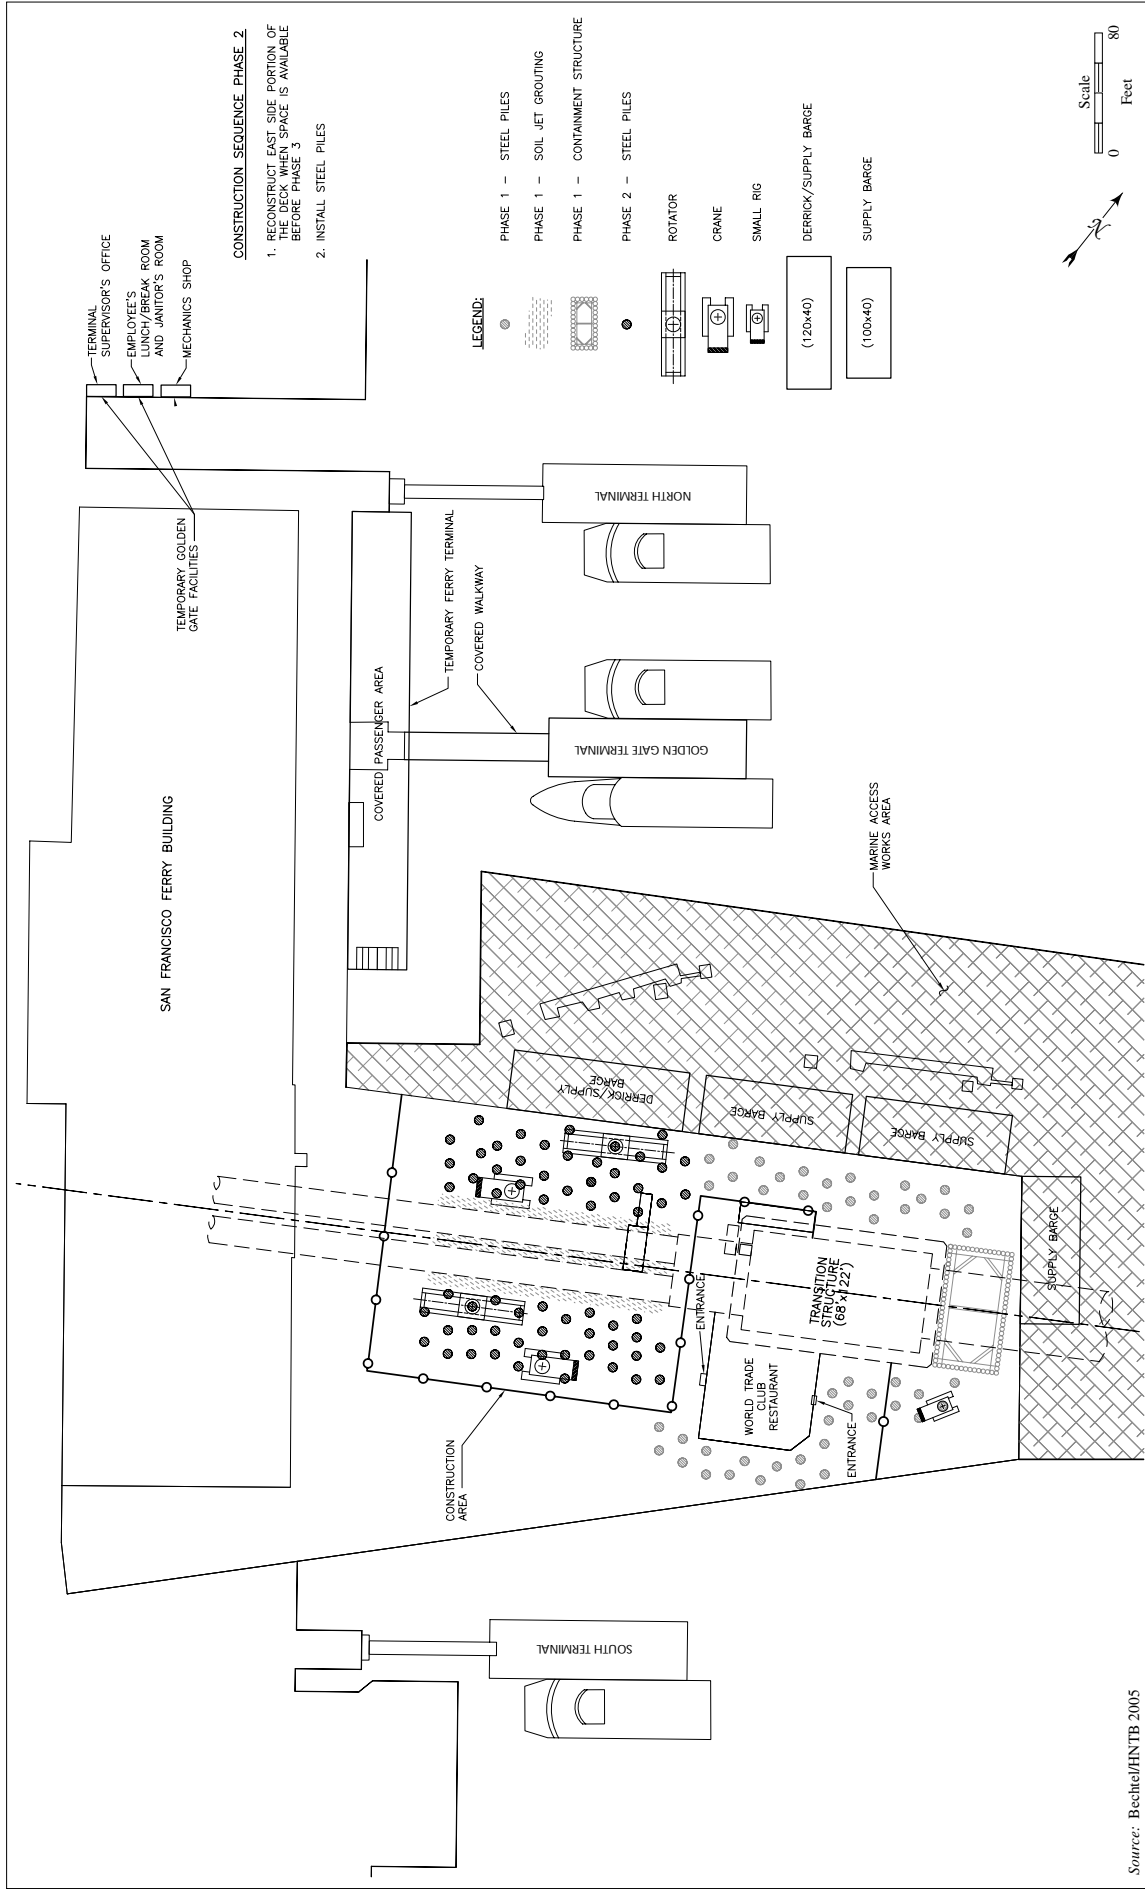 CONSTRUCTION SEQUENCE PHASE 2
1. RECONSTRUCT EAST SIDE PORTION OF
THE DECK WHEN SPACE IS AVAILABLE
BEFORE PHASE 3
2. INSTALL STEEL PILES
TERMINAL
SUPERVISOR'S OFFICE
EMPLOYEE'S
LUNCH/BREAK ROOM
AND JANITOR'S ROOM
MECHANICS SHOP
TEMPORARY GOLDEN
GATE FACILITIES
LEGEND:
PHASE 1 - STEEL PILES
PHASE 1 - SOIL JET GROUTING
PHASE 1 - CONTAINMENT STRUCTURE
PHASE 2 - STEEL PILES
ROTATOR
CRANE
SMALL RIG
(120x40)
DERRICK/SUPPLY BARGE
(100x40)
SUPPLY BARGE
Scale
0
80
Feet
N
SAN FRANCISCO FERRY BUILDING
COVERED PASSENGER AREA
TEMPORARY FERRY TERMINAL
COVERED WALKWAY
NORTH TERMINAL
GOLDEN GATE TERMINAL
MARINE ACCESS
WORKS AREA
DERRICK/SUPPLY
BARGE
SUPPLY BARGE
SUPPLY BARGE
SUPPLY BARGE
TRANSITION
STRUCTURE
(68'x122')
ENTRANCE
WORLD TRADE
CLUB
RESTAURANT
ENTRANCE
CONSTRUCTION
AREA
SOUTH TERMINAL
Source: Bechtel/HNTB 2005